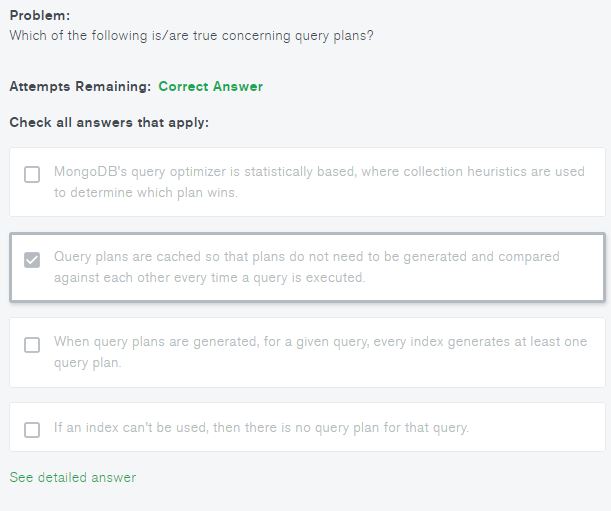 Problem:
Which of the following is/are true concerning query plans?
Attempts Remaining: Correct Answer
Check all answers that apply:
MongoDB's query optimizer is statistically based, where collection heuristics are used
to determine which plan wins.
Query plans are cached so that plans do not need to be generated and compared
against each other every time a query is executed.
When query plans are generated, for a given query, every index generates at least one
query plan.
If an index can't be used, then there is no query plan for that query.
See detailed answer